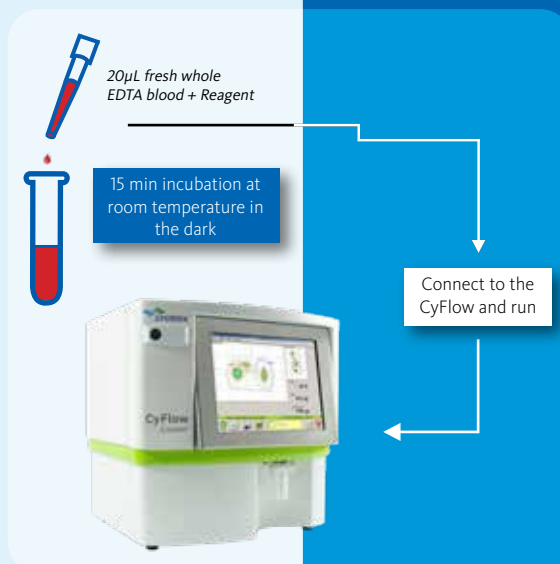 20µL fresh whole
EDTA blood + Reagent
15 min incubation at
room temperature in
the dark
Connect to the
CyFlow and run
CyFlow